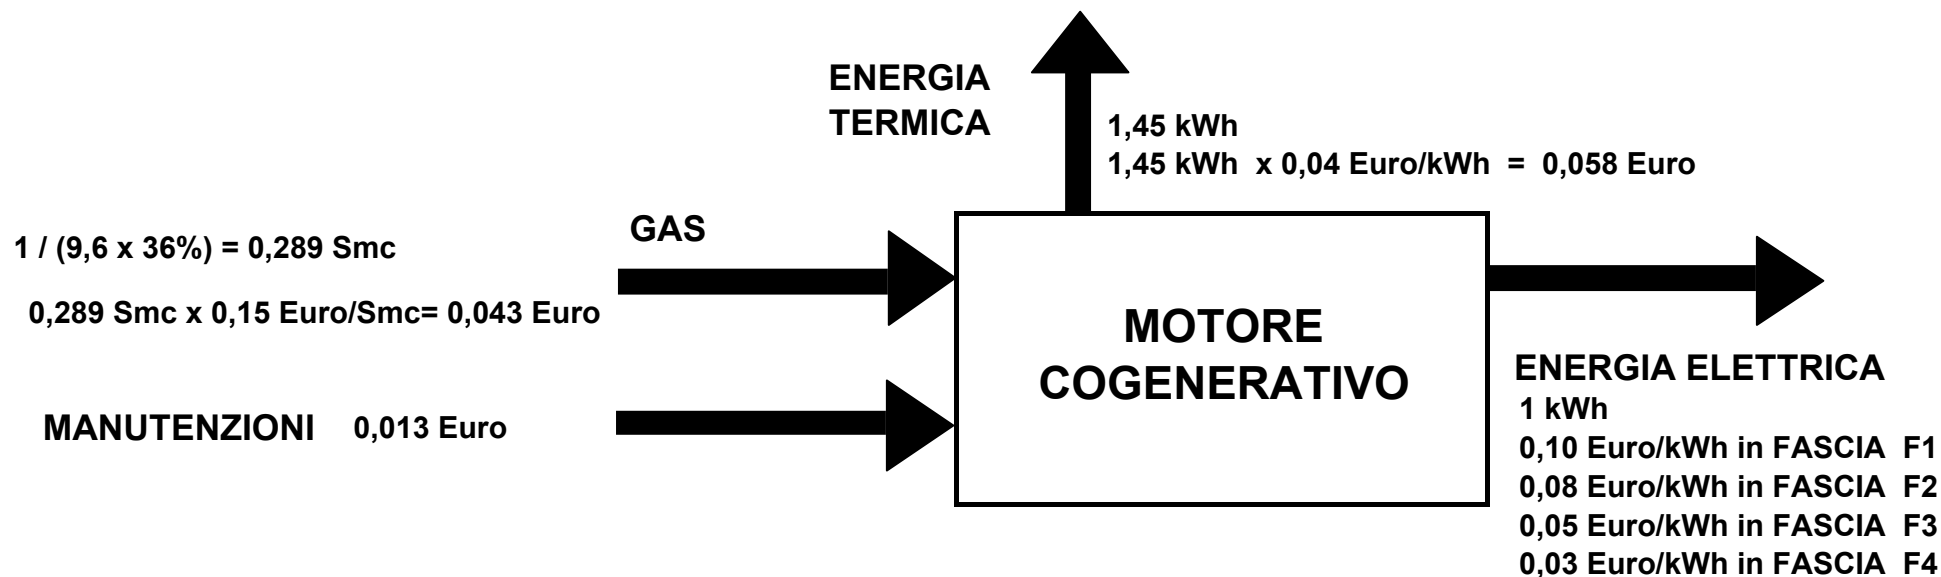 ENERGIA
TERMICA
1,45 kWh
1,45 kWh x 0,04 Euro/kWh = 0,058 Euro
GAS
1 / (9,6 x 36%) = 0,289 Smc
0,289 Smc x 0,15 Euro/Smc= 0,043 Euro
MOTORE
COGENERATIVO
MANUTENZIONI 0,013 Euro
ENERGIA ELETTRICA
1 kWh
0,10 Euro/kWh in FASCIA F1
0,08 Euro/kWh in FASCIA F2
0,05 Euro/kWh in FASCIA F3
0,03 Euro/kWh in FASCIA F4